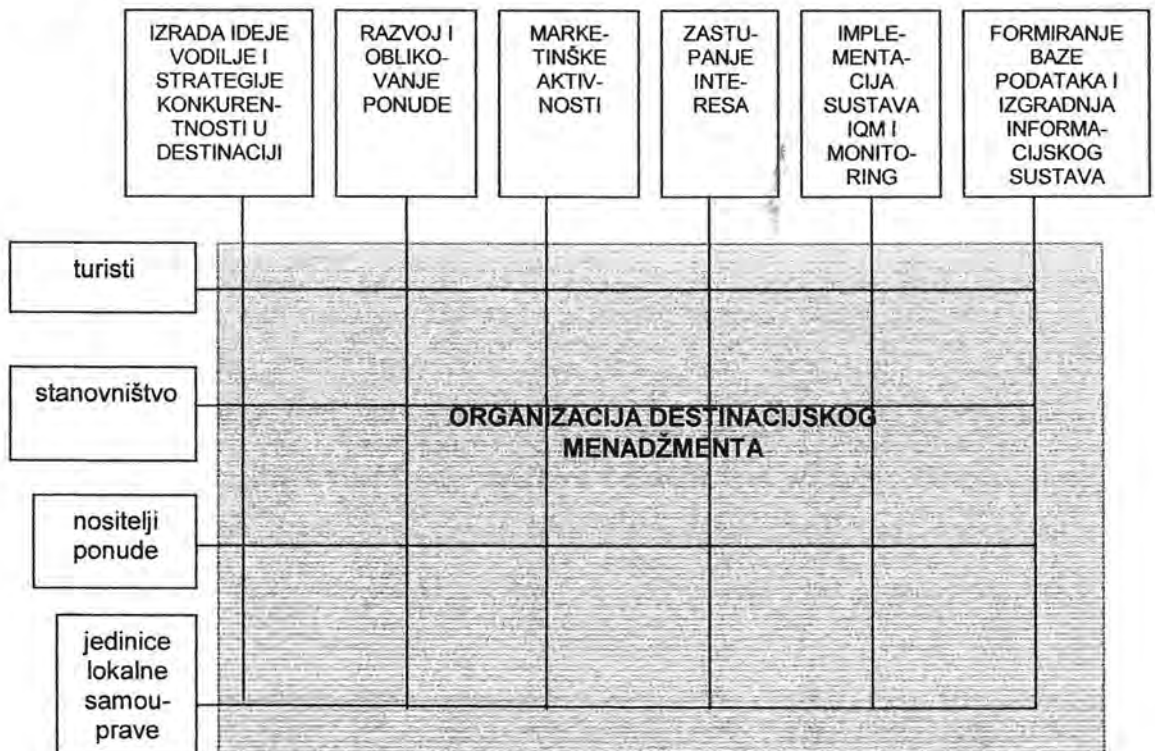 IZRADA IDEJE
VODILJE I
STRATEGIJE
KONKUREN-
TNOSTI U
DESTINACIJI
RAZVOJ I
OBLIKO-
VANJE
PONUDE
MARKE-
TINŠKE
AKTIV-
NOSTI
ZASTU-
PANJE
INTE-
RESA
IMPLE-
MENTA-
CIJA
SUSTAVA
IQM I
MONITO-
RING
FORMIRANJE
BAZE
PODATAKA I
IZGRADNJA
INFORMA-
CIJSKOG
SUSTAVA
turisti
stanovništvo
ORGANIZACIJA DESTINACIJSKOG
MENADŽMENTA
nositelji
ponude
jedinice
lokalne
samou-
prave